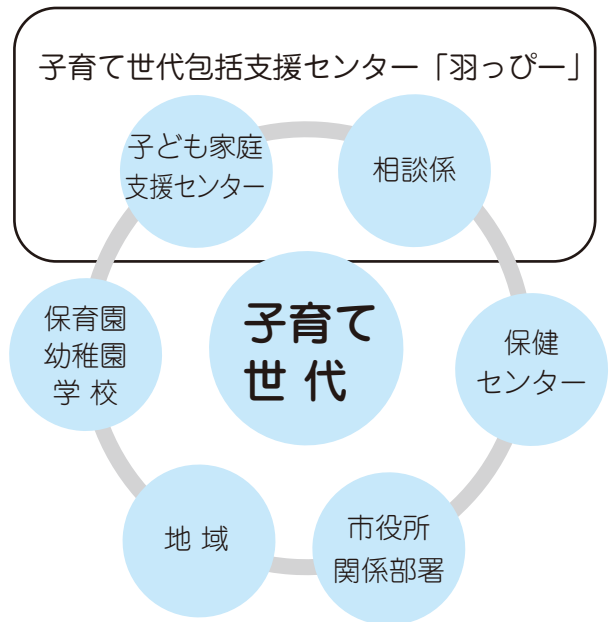 子育て世代包括支援センター「羽っぴー」
子ども家庭
支援センター
相談係
保育園
幼稚園
学校
子育て
世代
保健
センター
地域
市役所
関係部署